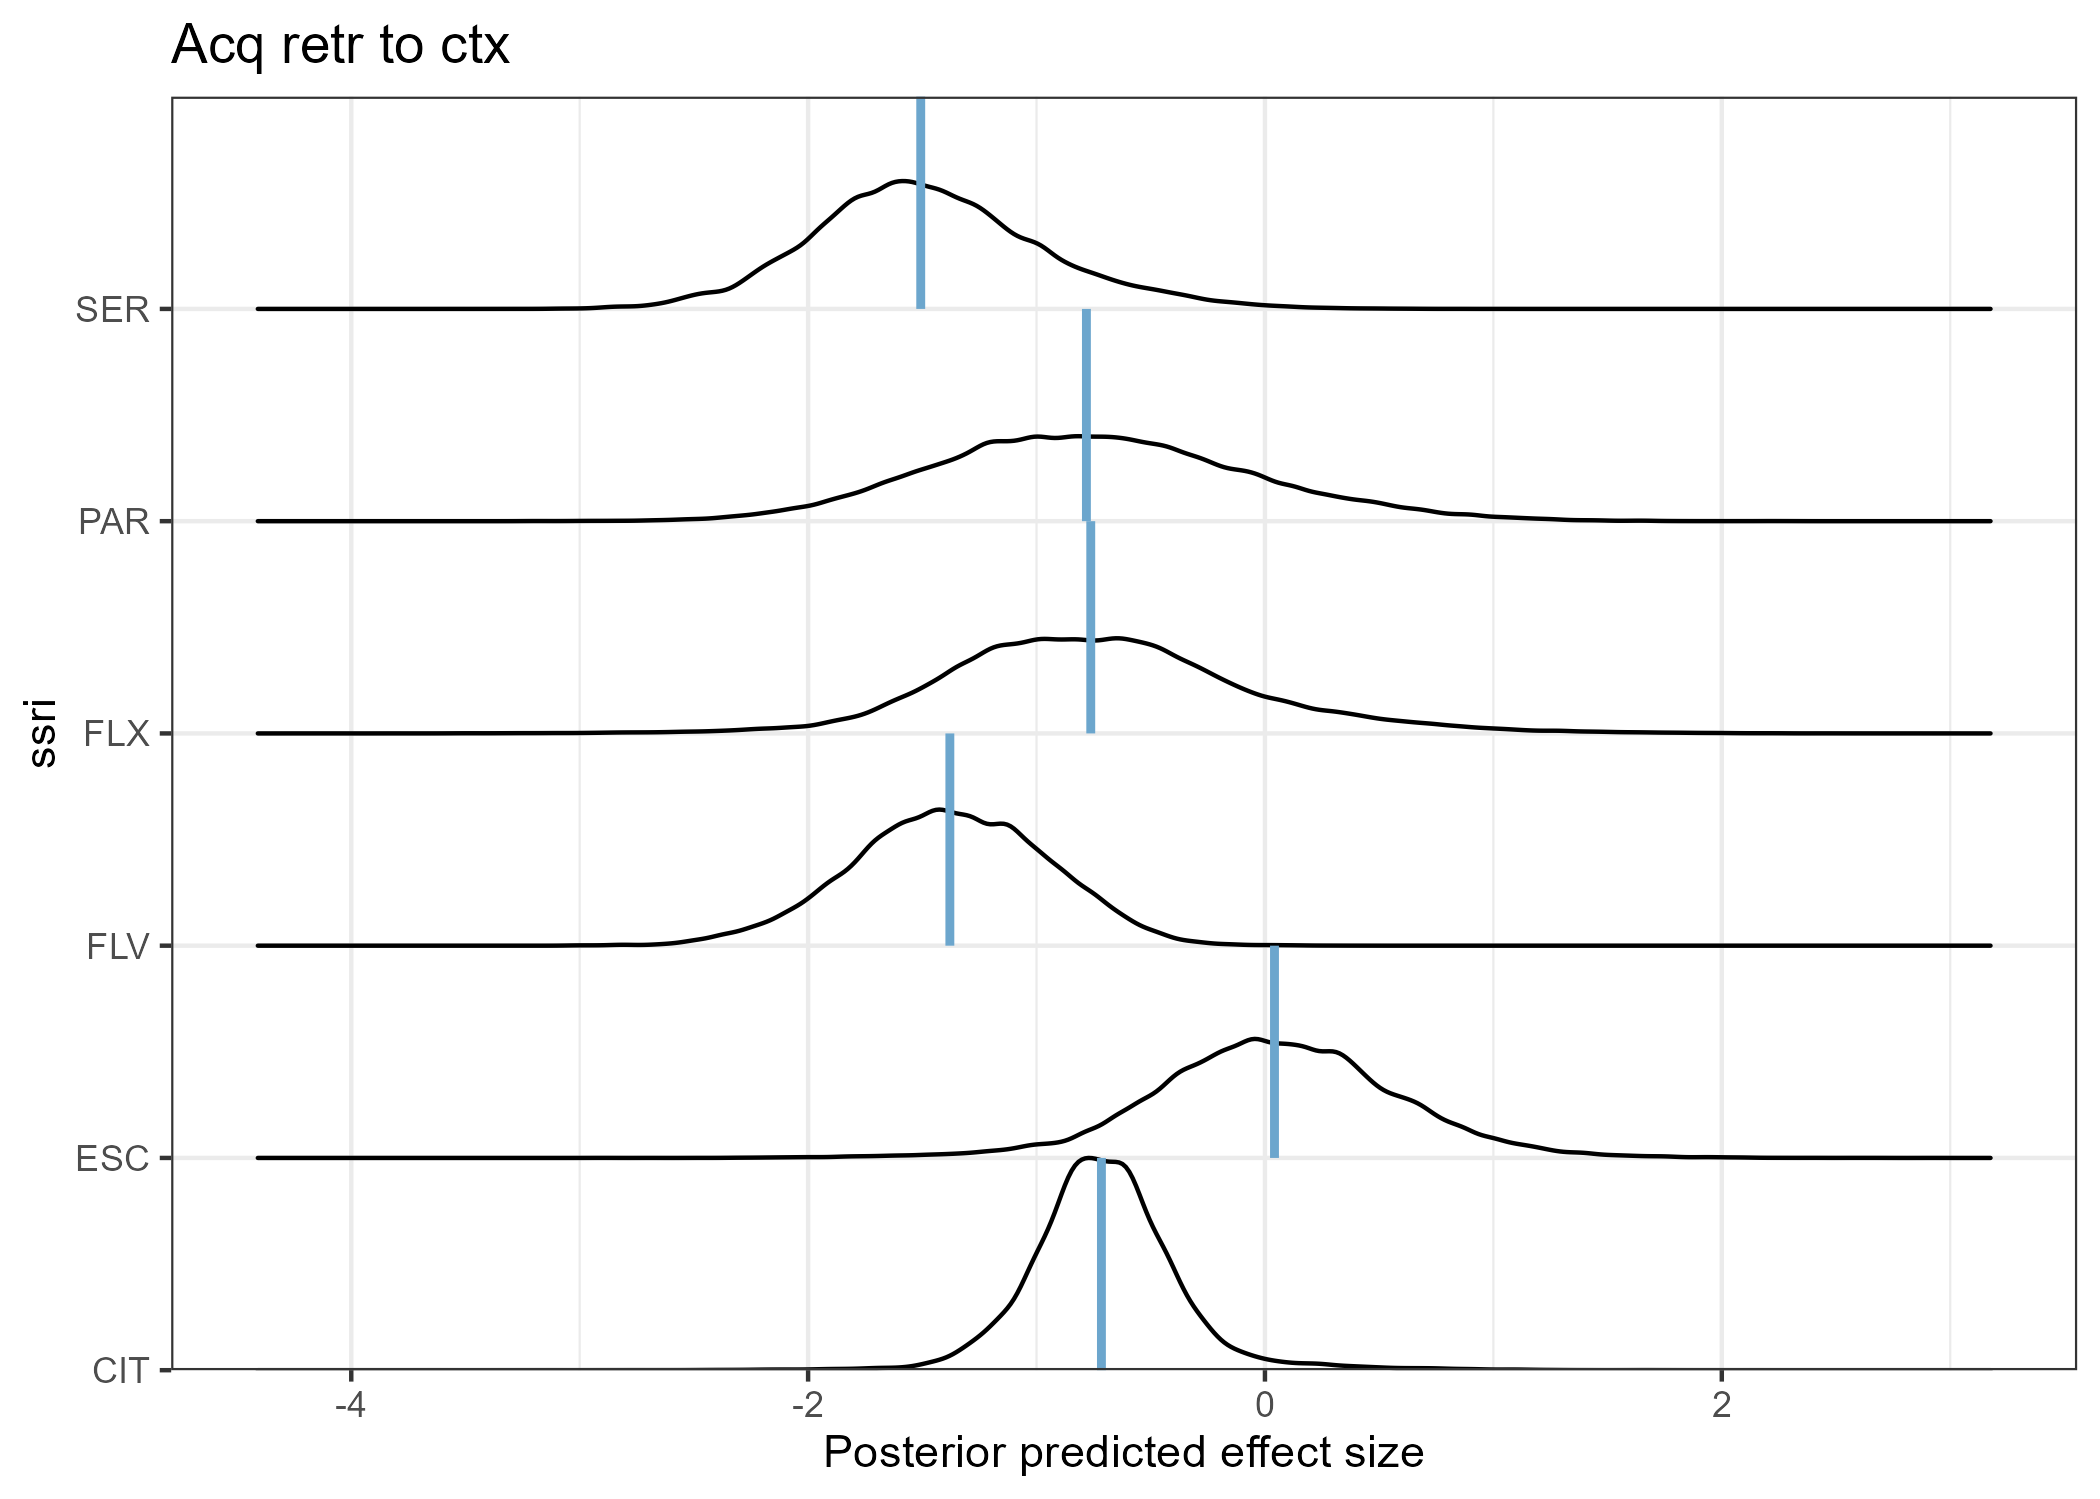 Acq retr to ctx
SER
PAR
FLX
FLV
ESC
CIT
ssri
-4 -2 0 2
Posterior predicted effect size